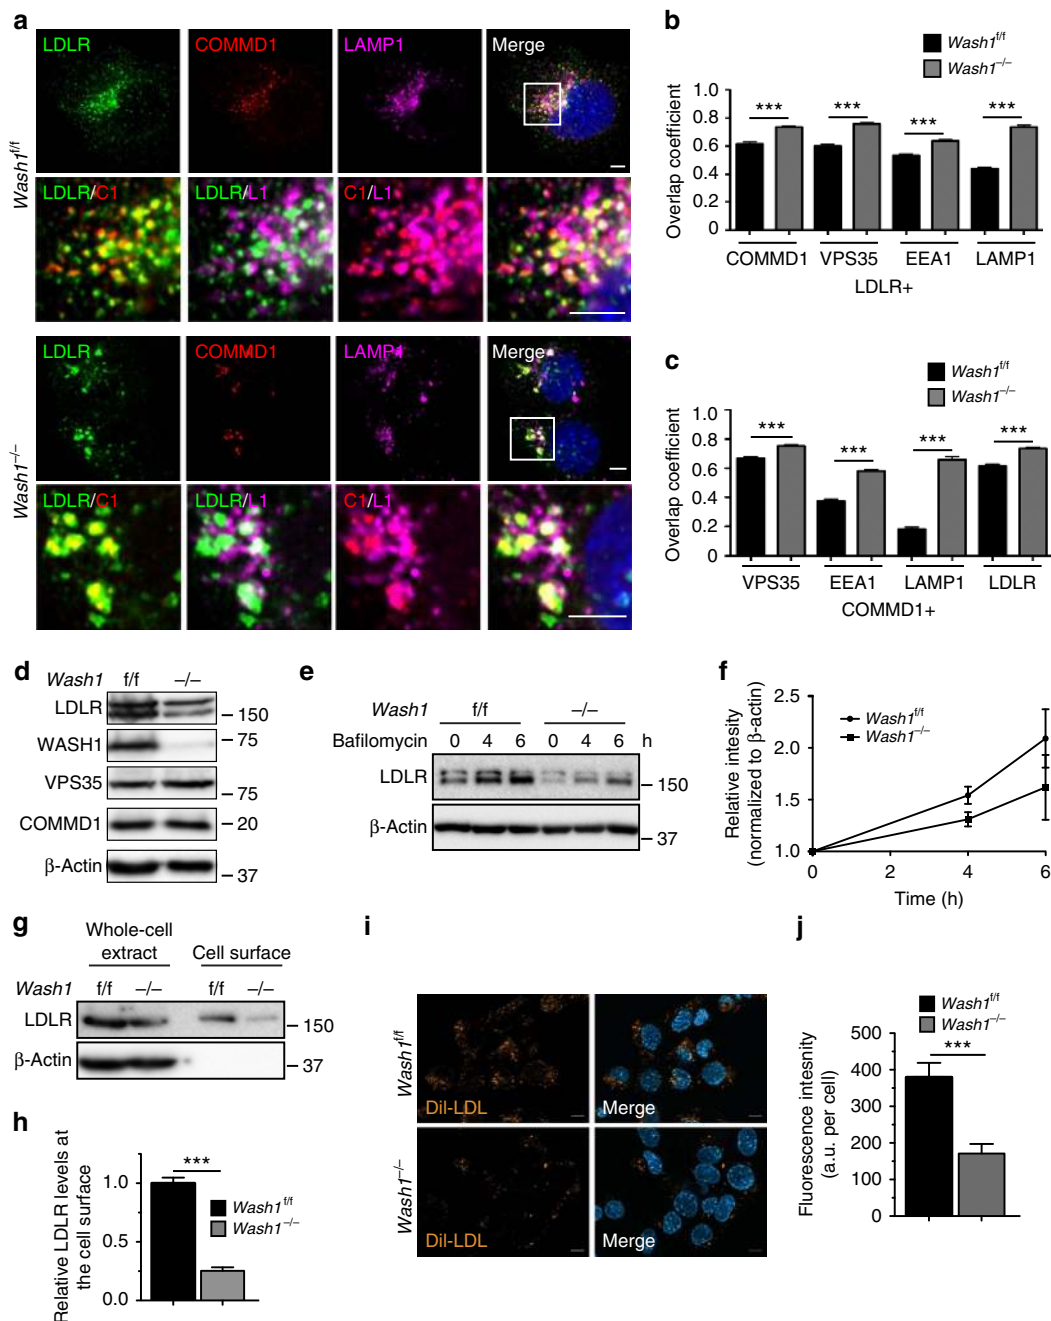 a
LDLR COMMD1 LAMP1 Merge
Wash1f/f
LDLR/C1 LDLR/L1 C1/L1
LDLR COMMD1 LAMP1 Merge
Wash1–/–
LDLR/C1 LDLR/L1 C1/L1
b
Wash1f/f
Wash1–/–
Overlap coefficient
1.0
0.8
0.6
0.4
0.2
0
*** *** *** ***
COMMD1 VPS35 EEA1 LAMP1
LDLR+
c
Wash1f/f
Wash1–/–
Overlap coefficient
1.0
0.8
0.6
0.4
0.2
0
*** *** *** ***
VPS35 EEA1 LAMP1 LDLR
COMMD1+
d
Wash1 f/f –/–
LDLR 150
WASH1 75
VPS35 75
COMMD1 20
β-Actin 37
e
Wash1 f/f –/–
Bafilomycin 0 4 6 0 4 6 h
LDLR 150
β-Actin 37
f
Relative intesity
(normalized to β-actin)
2.5
2.0
1.5
1.0
Wash1f/f
Wash1–/–
0 2 4 6
Time (h)
g
Whole-cell
extract Cell surface
Wash1 f/f –/– f/f –/–
LDLR 150
β-Actin 37
h
Relative LDLR levels at
the cell surface
1.0
0.5
0.0
***
Wash1f/f
Wash1–/–
i
Wash1f/f
Dil-LDL Merge
Wash1–/–
Dil-LDL Merge
j
Wash1f/f
Wash1–/–
Fluorescence intesnity
(a.u. per cell)
500
400
300
200
100
0
***